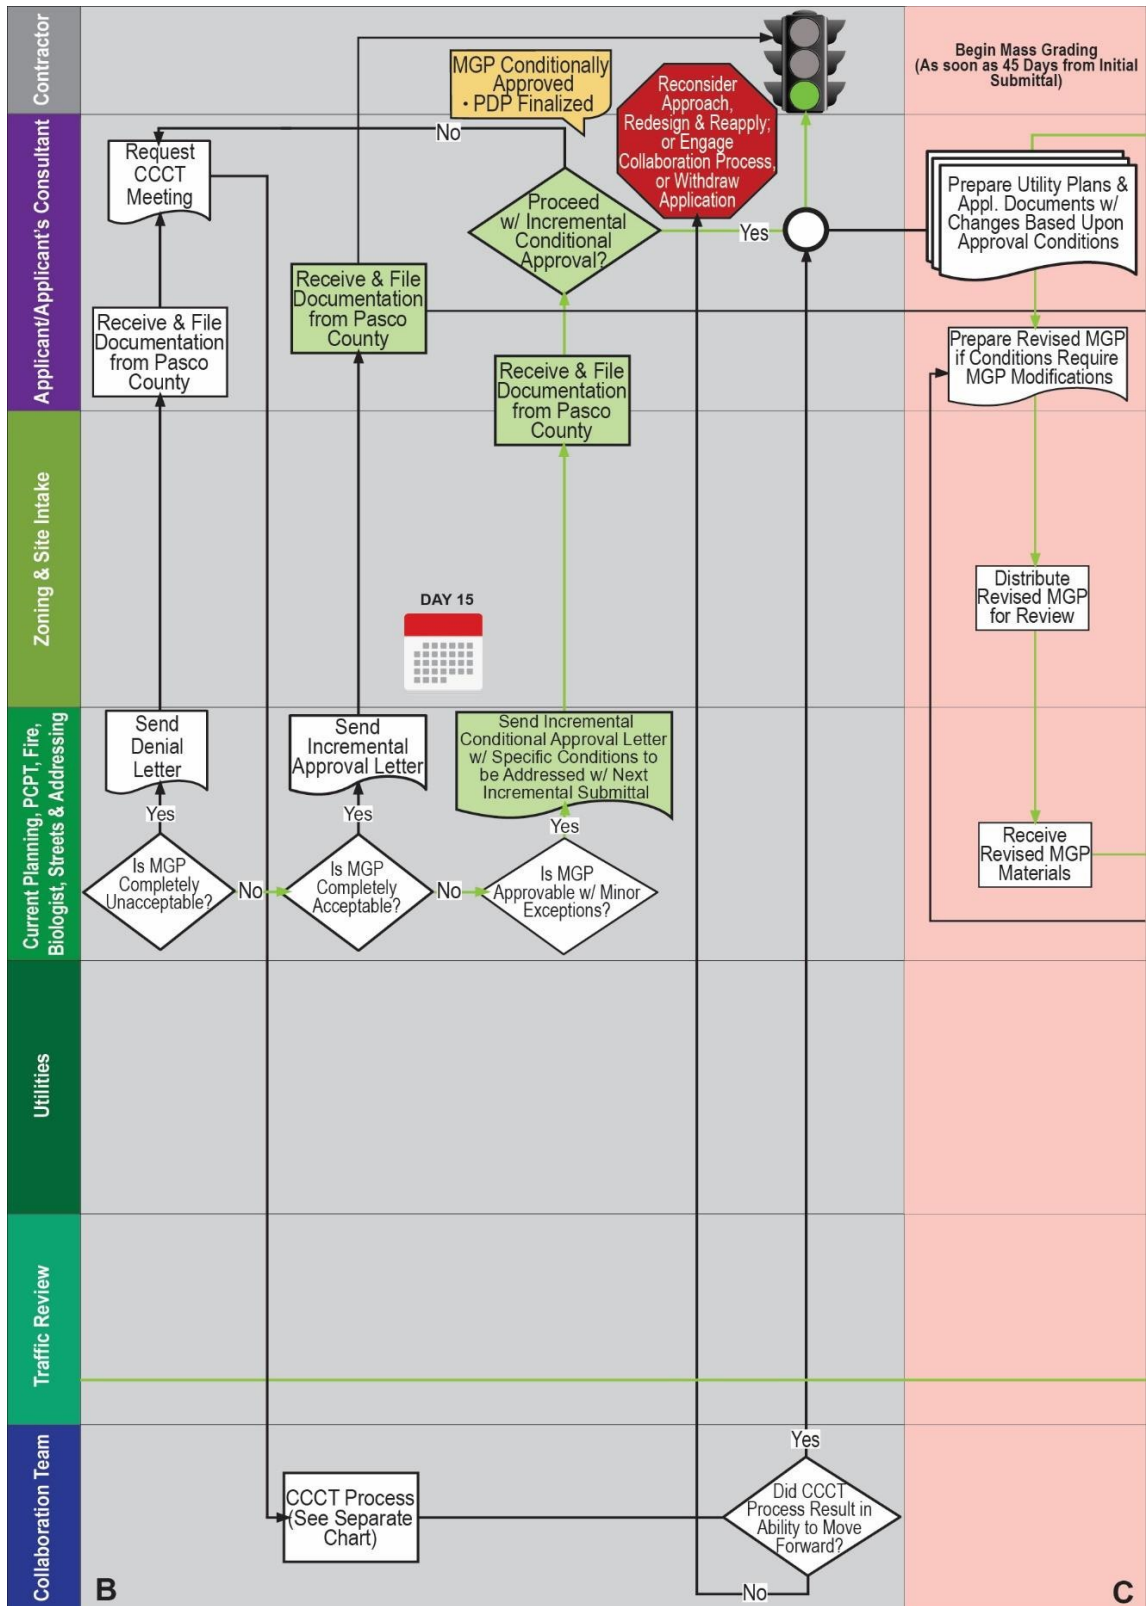 Contractor
Applicant/Applicant's Consultant
Zoning & Site Intake
Current Planning, PCPT, Fire,
Biologist, Streets & Addressing
Utilities
Traffic Review
Collaboration Team
MGP Conditionally
Approved
• PDP Finalized
Reconsider
Approach,
Redesign & Reapply;
or Engage
Collaboration Process,
or Withdraw
Application
Begin Mass Grading
(As soon as 45 Days from Initial
Submittal)
No
Request
CCCT
Meeting
Proceed
w/ Incremental
Conditional
Approval?
Yes
Prepare Utility Plans &
Appl. Documents w/
Changes Based Upon
Approval Conditions
Receive & File
Documentation
from Pasco
County
Receive & File
Documentation
from Pasco
County
Receive & File
Documentation
from Pasco
County
Prepare Revised MGP
if Conditions Require
MGP Modifications
DAY 15
Distribute
Revised MGP
for Review
Send
Denial
Letter
Send
Incremental
Approval Letter
Send Incremental
Conditional Approval Letter
w/ Specific Conditions to
be Addressed w/ Next
Incremental Submittal
Yes
Yes
Yes
Is MGP
Completely
Unacceptable?
No
Is MGP
Completely
Acceptable?
No
Is MGP
Approvable w/ Minor
Exceptions?
Receive
Revised MGP
Materials
Yes
CCCT Process
(See Separate
Chart)
Did CCCT
Process Result in
Ability to Move
Forward?
No
B
C